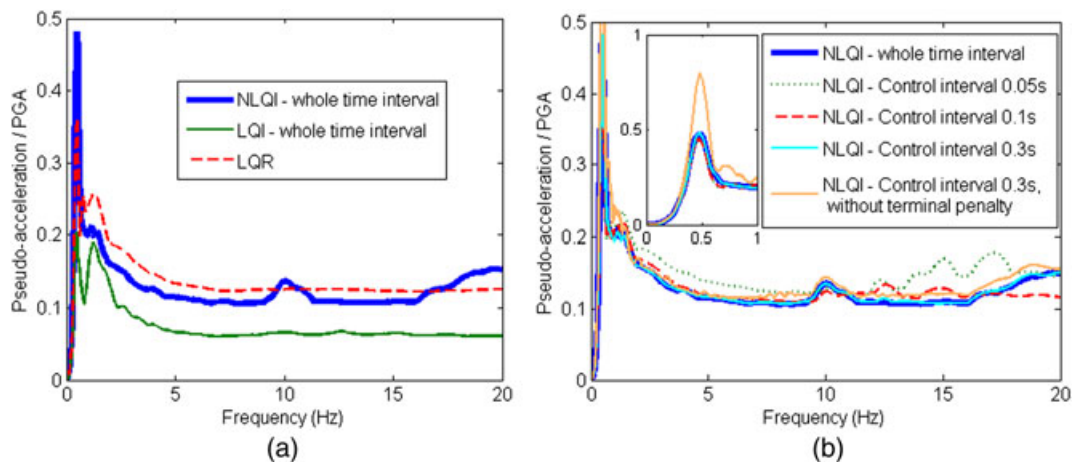 0.5
0.4
0.3
0.2
0.1
0
Pseudo-acceleration / PGA
NLQI - whole time interval
LQI - whole time interval
LQR
0 5 10 15 20
Frequency (Hz)
(a)
0.5
0.4
0.3
0.2
0.1
0
Pseudo-acceleration / PGA
1
0.5
0
0 0.5 1
NLQI - whole time interval
NLQI - Control interval 0.05s
NLQI - Control interval 0.1s
NLQI - Control interval 0.3s
NLQI - Control interval 0.3s,
without terminal penalty
0 5 10 15 20
Frequency (Hz)
(b)